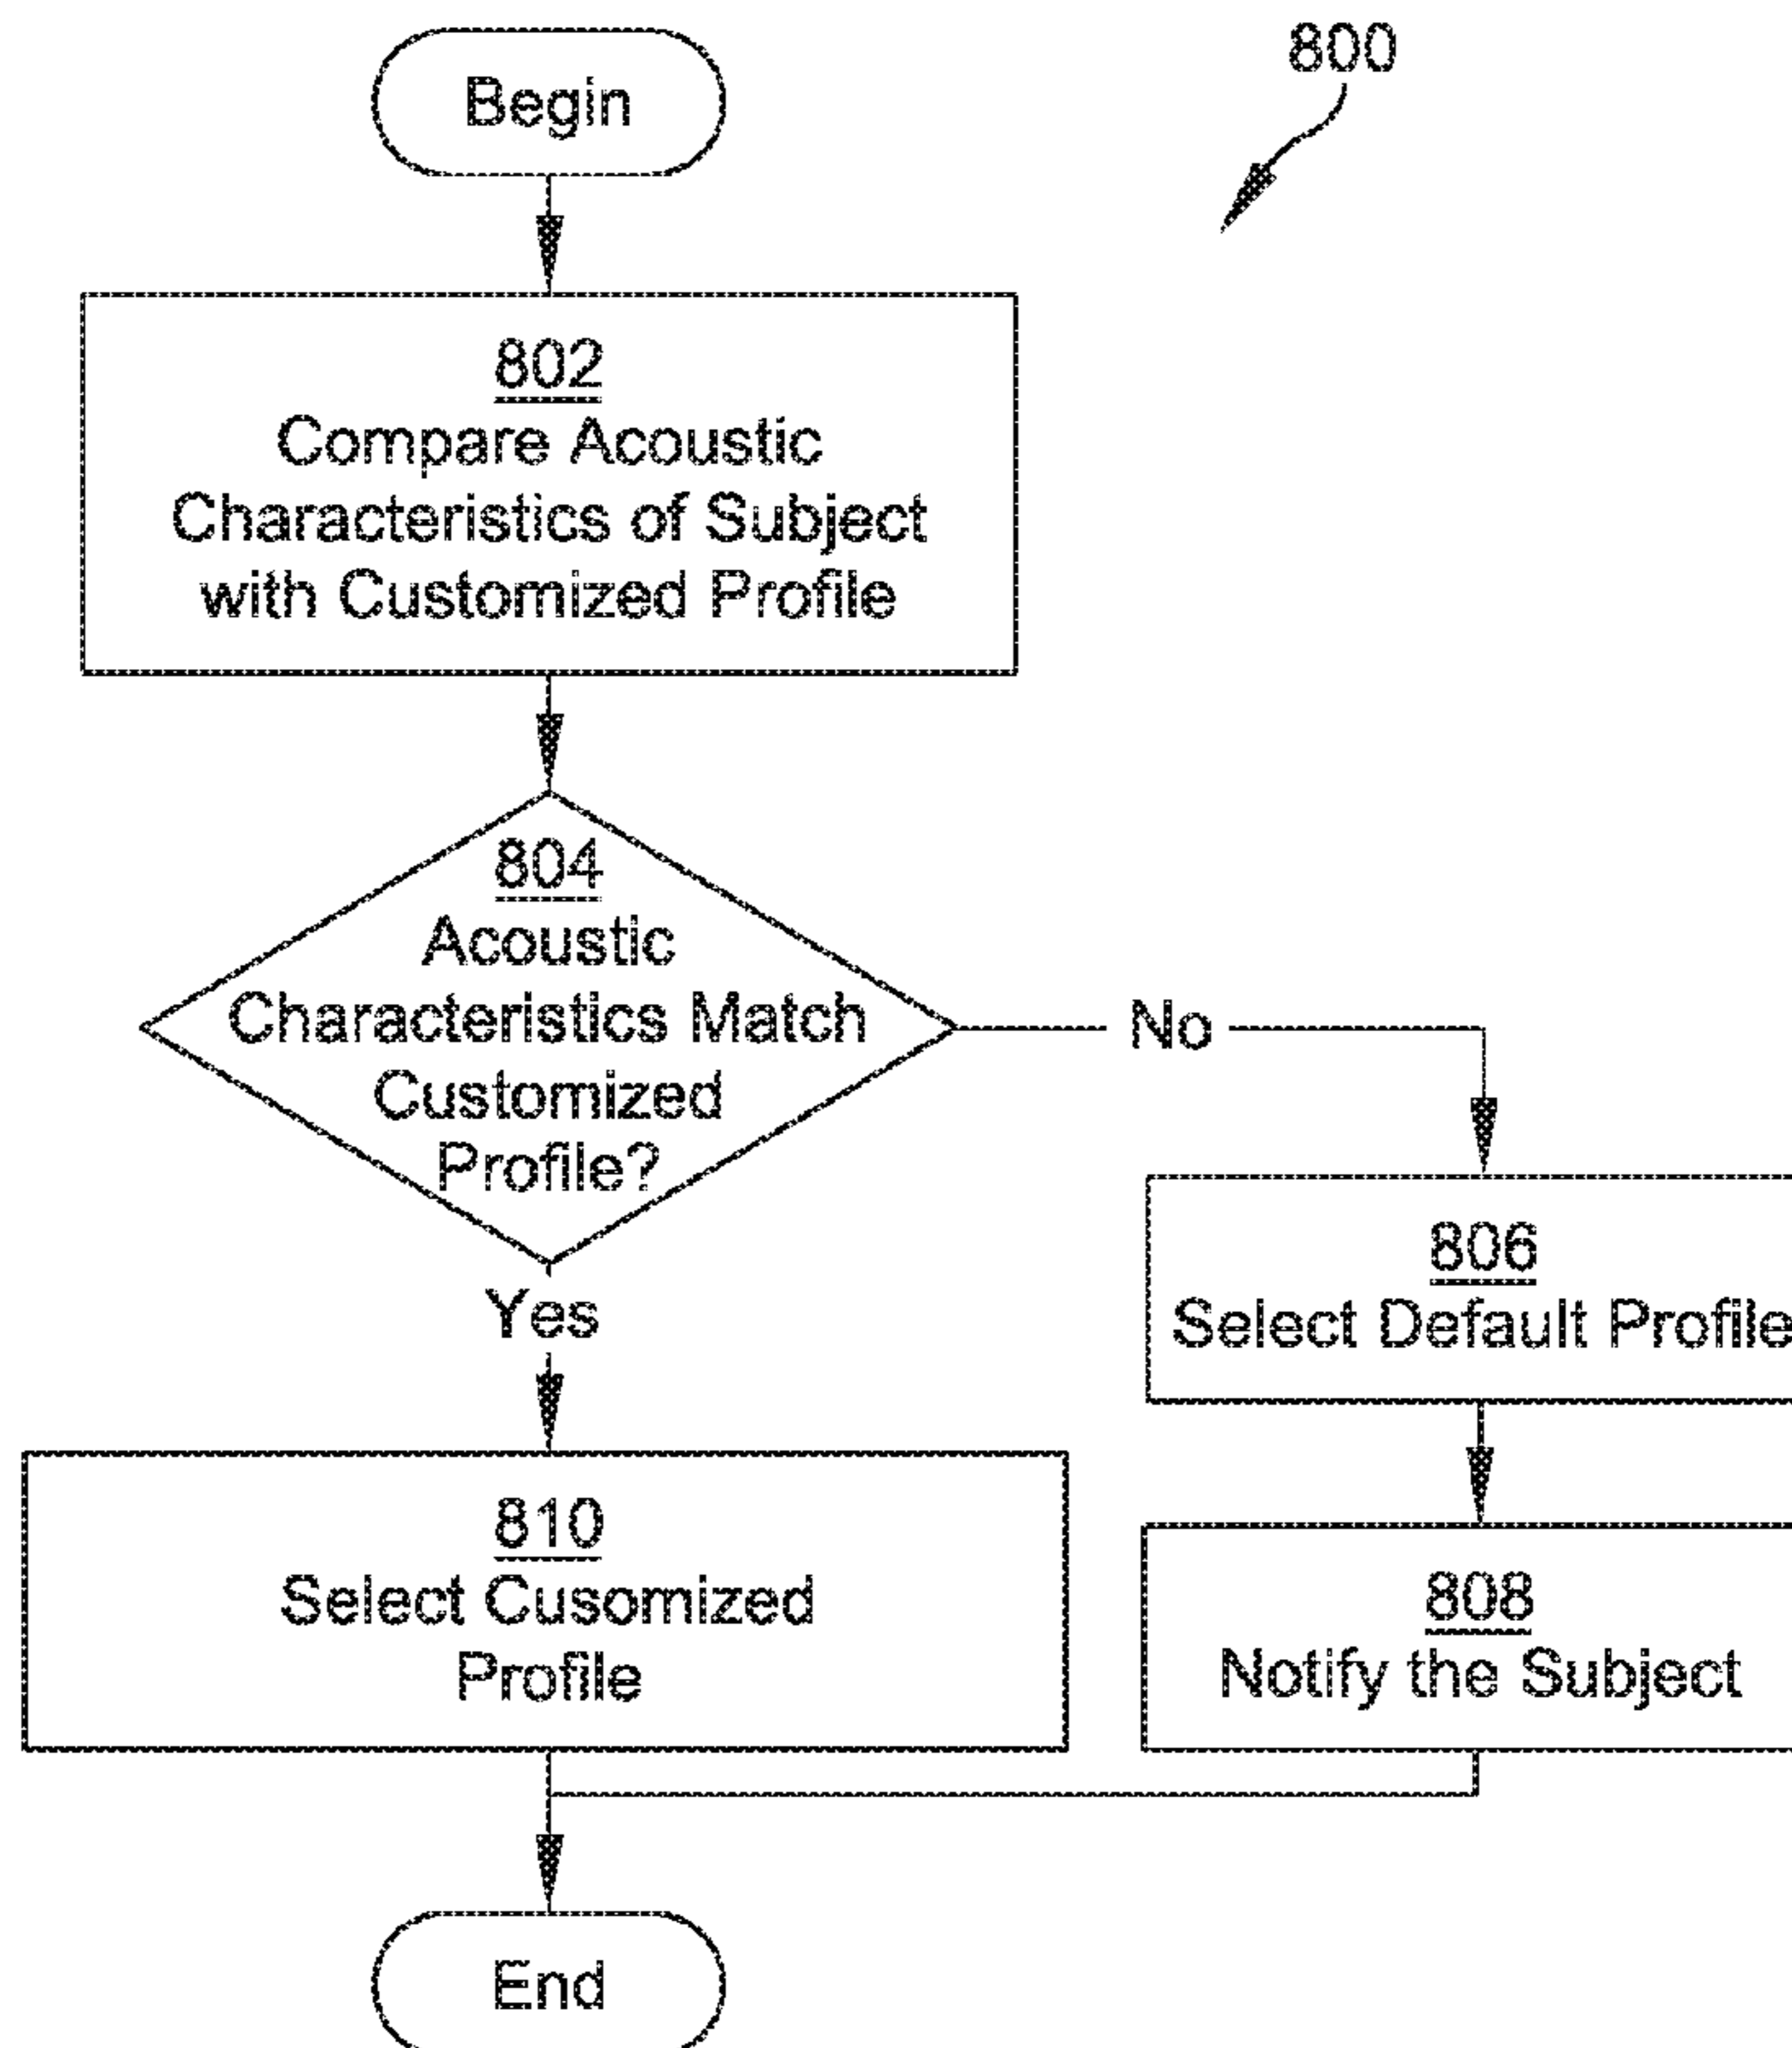 800
Begin
802
Compare Acoustic
Characteristics of Subject
with Customized Profile
804
Acoustic
Characteristics Match
Customized
Profile?
No
Yes
806
Select Default Profile
808
Notify the Subject
810
Select Cusomized
Profile
End